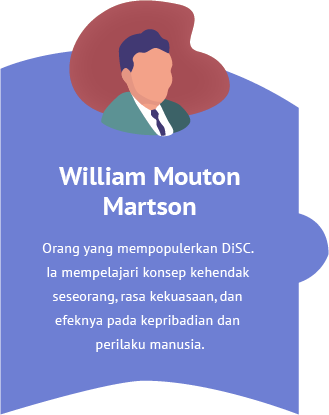 William Mouton
Martson
Orang yang mempopulerkan DiSC.
Ia mempelajari konsep kehendak
seseorang, rasa kekuasaan, dan
efeknya pada kepribadian dan
perilaku manusia.